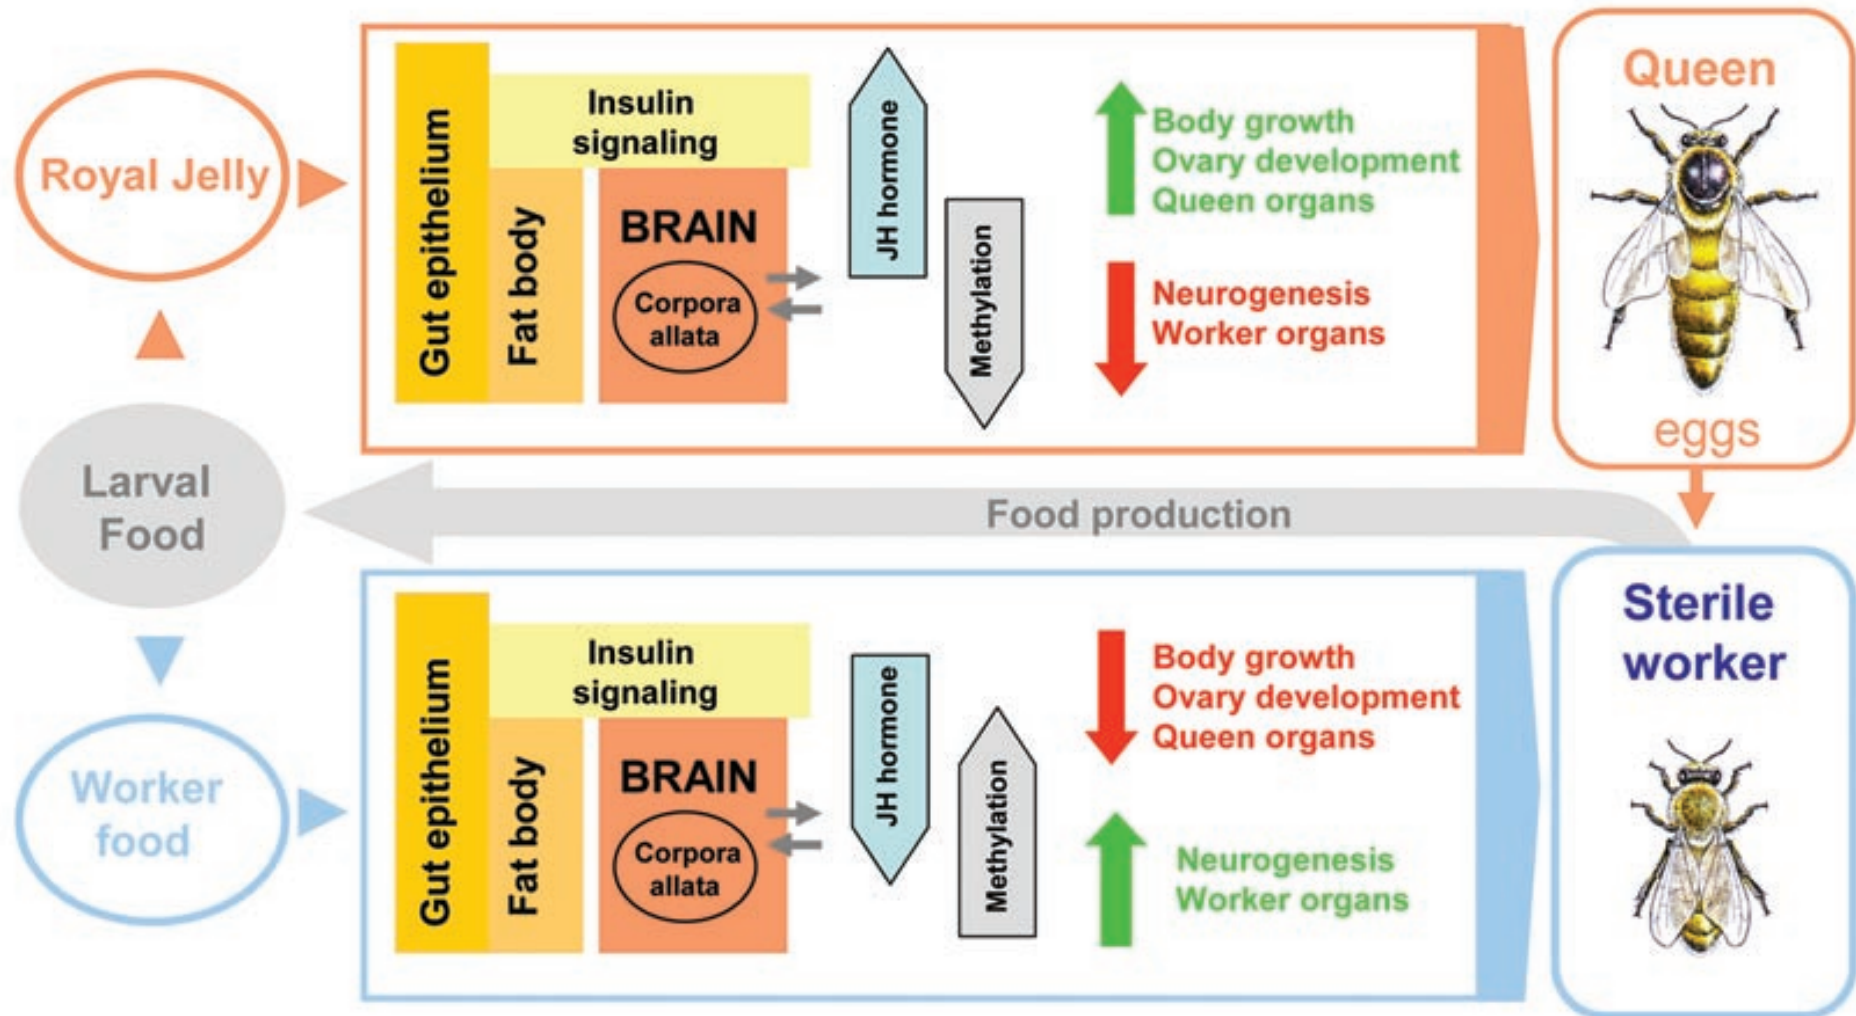 Royal Jelly
Larval
Food
Worker
food
Gut epithelium
Insulin
signaling
Fat body
BRAIN
Corpora
allata
JH hormone
Methylation
Body growth
Ovary development
Queen organs
Neurogenesis
Worker organs
Queen
eggs
Food production
Gut epithelium
Insulin
signaling
Fat body
BRAIN
Corpora
allata
JH hormone
Methylation
Body growth
Ovary development
Queen organs
Neurogenesis
Worker organs
Sterile
worker